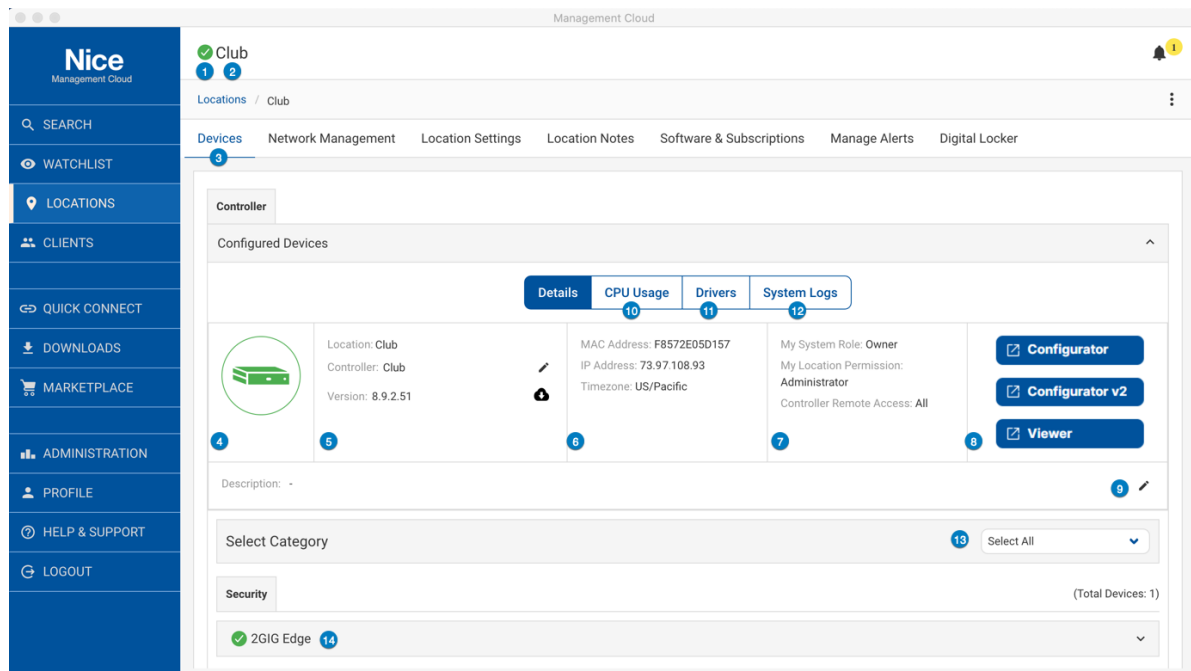 Management Cloud
Nice
Management Cloud
SEARCH
WATCHLIST
LOCATIONS
CLIENTS
QUICK CONNECT
DOWNLOADS
MARKETPLACE
ADMINISTRATION
PROFILE
HELP & SUPPORT
LOGOUT
Club
1
1 2
Locations / Club
Devices Network Management Location Settings Location Notes Software & Subscriptions Manage Alerts Digital Locker
3
Controller
Configured Devices
Details CPU Usage Drivers System Logs
10 11 12
Location: Club
Controller: Club
Version: 8.9.2.51
MAC Address: F8572E05D157
IP Address: 73.97.108.93
Timezone: US/Pacific
My System Role: Owner
My Location Permission:
Administrator
Controller Remote Access: All
Configurator
Configurator v2
Viewer
4 5 6 7 8
Description: -
9
Select Category
13
Select All
Security
(Total Devices: 1)
2GIG Edge 14